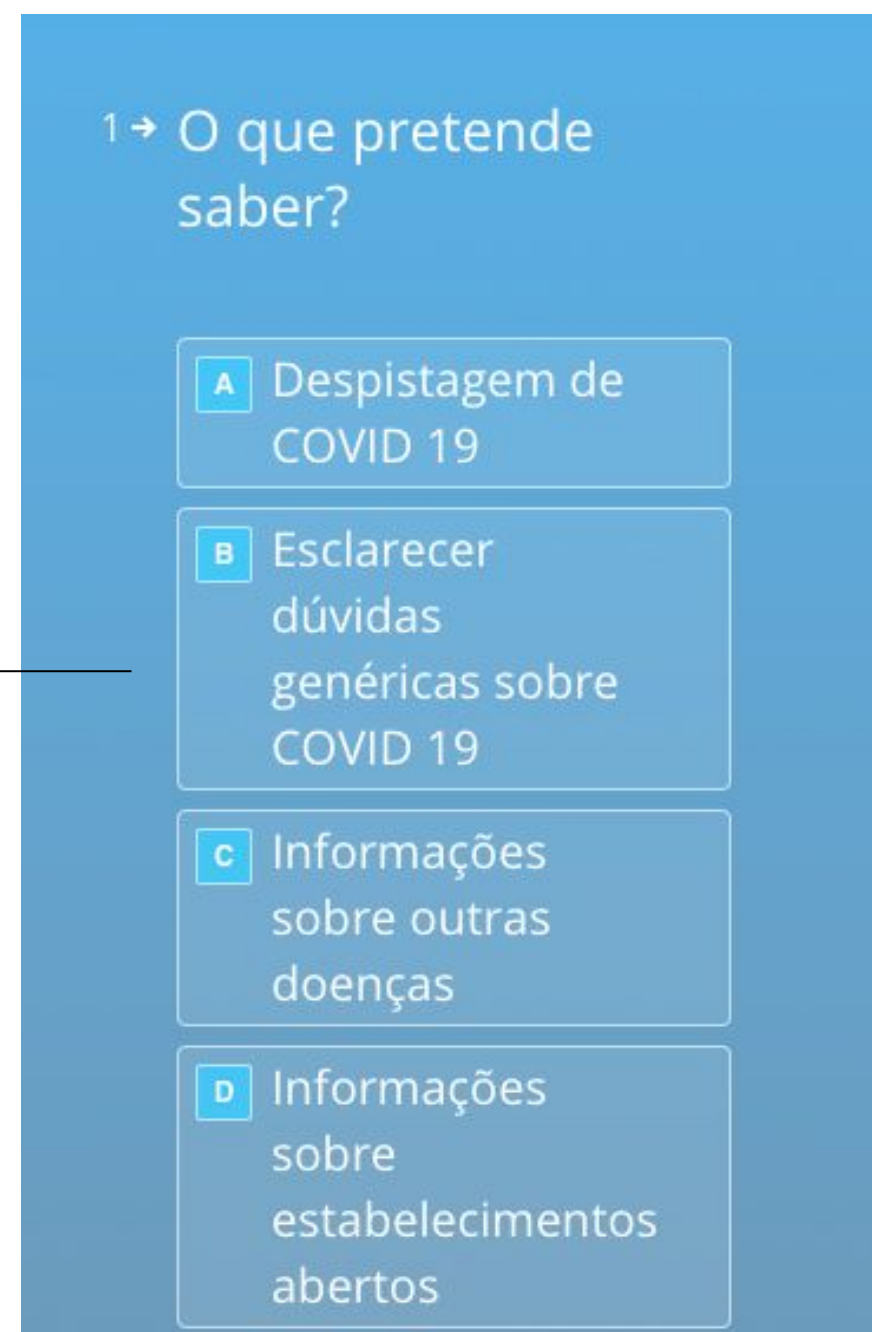 1 → O que pretende
saber?
A Despistagem de
COVID 19
B Esclarecer
dúvidas
genéricas sobre
COVID 19
C Informações
sobre outras
doenças
D Informações
sobre
estabelecimentos
abertos